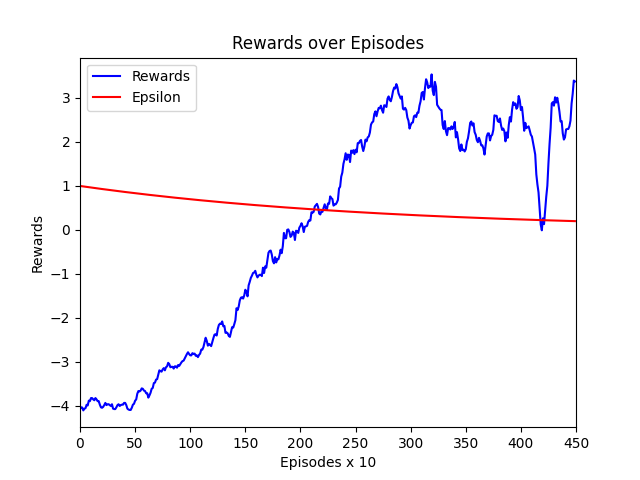 Rewards over Episodes
Rewards
Epsilon
3
2
1
0
−1
−2
−3
−4
Rewards
0 50 100 150 200 250 300 350 400 450
Episodes x 10